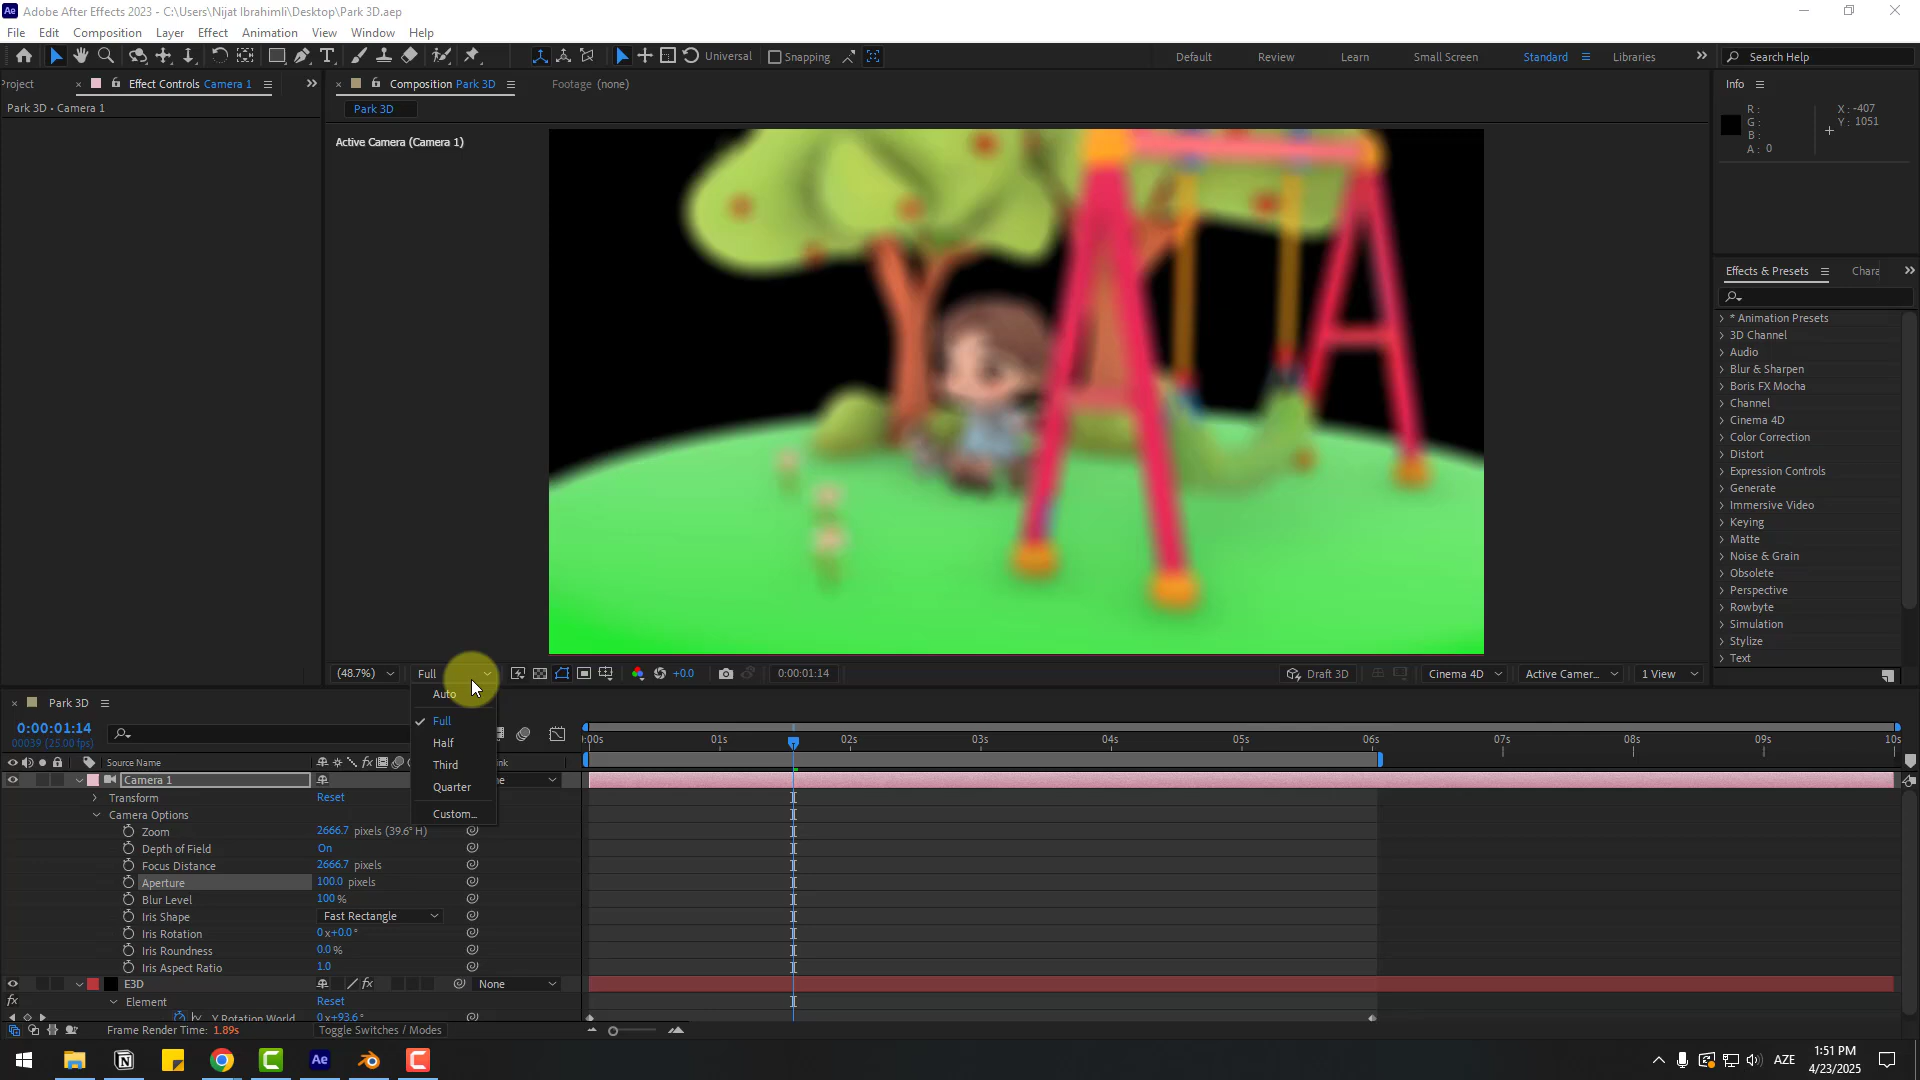 Adobe After Effects 2023 - C:\Users\Nijat Ibrahimli\Desktop\Park 3D.aep
File Edit Composition Layer Effect Animation View Window Help
Universal Snapping Default Review Learn Small Screen Standard Libraries Search Help
Project Effect Controls Camera 1 Composition Park 3D Footage (none) Info
Park 3D • Camera 1
Park 3D
R :
G :
B :
A : 0
X : -407
Y : 1051
Active Camera (Camera 1)
Effects & Presets Chara
* Animation Presets
3D Channel
Audio
Blur & Sharpen
Boris FX Mocha
Channel
Cinema 4D
Color Correction
Distort
Expression Controls
Generate
Immersive Video
Keying
Matte
Noise & Grain
Obsolete
Perspective
Rowbyte
Simulation
Stylize
Text
(48.7%) Full +0.0 0:00:01:14 Draft 3D Cinema 4D Active Camer... 1 View
Auto
Full
Half
Third
Quarter
Custom...
Park 3D
0:00:01:14
00039 (25.00 fps)
:00s 01s 02s 03s 04s 05s 06s 07s 08s 09s 10s
Source Name
Camera 1
Transform Reset
Camera Options
Zoom 2666.7 pixels (39.6° H)
Depth of Field On
Focus Distance 2666.7 pixels
Aperture 100.0 pixels
Blur Level 100 %
Iris Shape Fast Rectangle
Iris Rotation 0x+0.0°
Iris Roundness 0.0 %
Iris Aspect Ratio 1.0
E3D None
Element Reset
Y Rotation World 0x+93.6°
Frame Render Time: 1.89s Toggle Switches / Modes
AZE
1:51 PM
4/23/2025